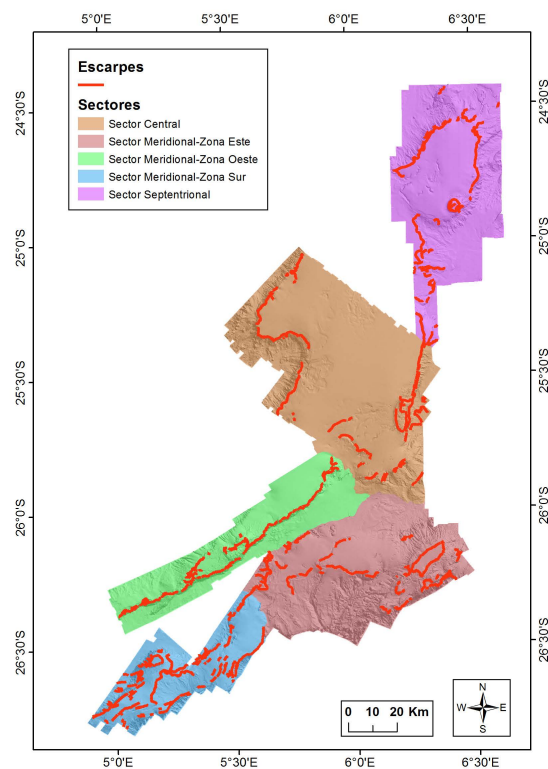 5°0'E 5°30'E 6°0'E 6°30'E
Escarpes
Sectores
Sector Central
Sector Meridional-Zona Este
Sector Meridional-Zona Oeste
Sector Meridional-Zona Sur
Sector Septentrional
24°30'S 24°30'S
25°0'S 25°0'S
25°30'S 25°30'S
26°0'S 26°0'S
26°30'S 26°30'S
0 10 20 Km
N
W E
S
5°0'E 5°30'E 6°0'E 6°30'E